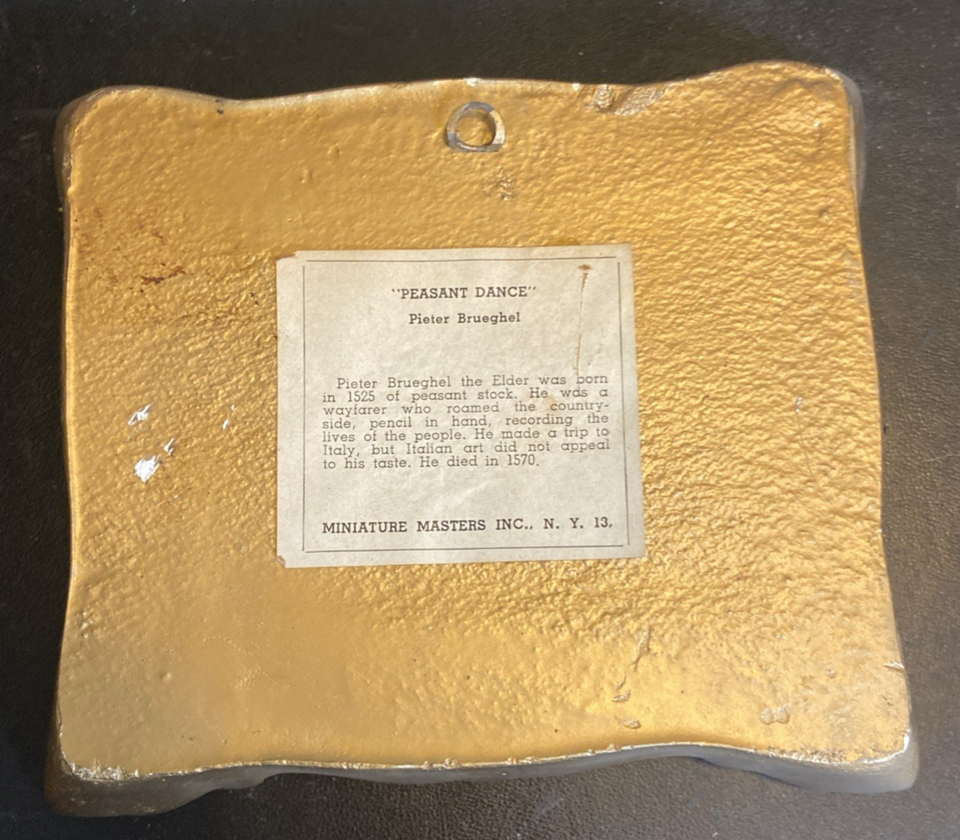 "PEASANT DANCE"
Pieter Brueghel
Pieter Brueghel the Elder was born
in 1525 of peasant stock. He was a
wayfarer who roamed the country-
side, pencil in hand, recording the
lives of the people. He made a trip to
Italy, but Italian art did not appeal
to his taste. He died in 1570.
MINIATURE MASTERS INC., N. Y. 13.